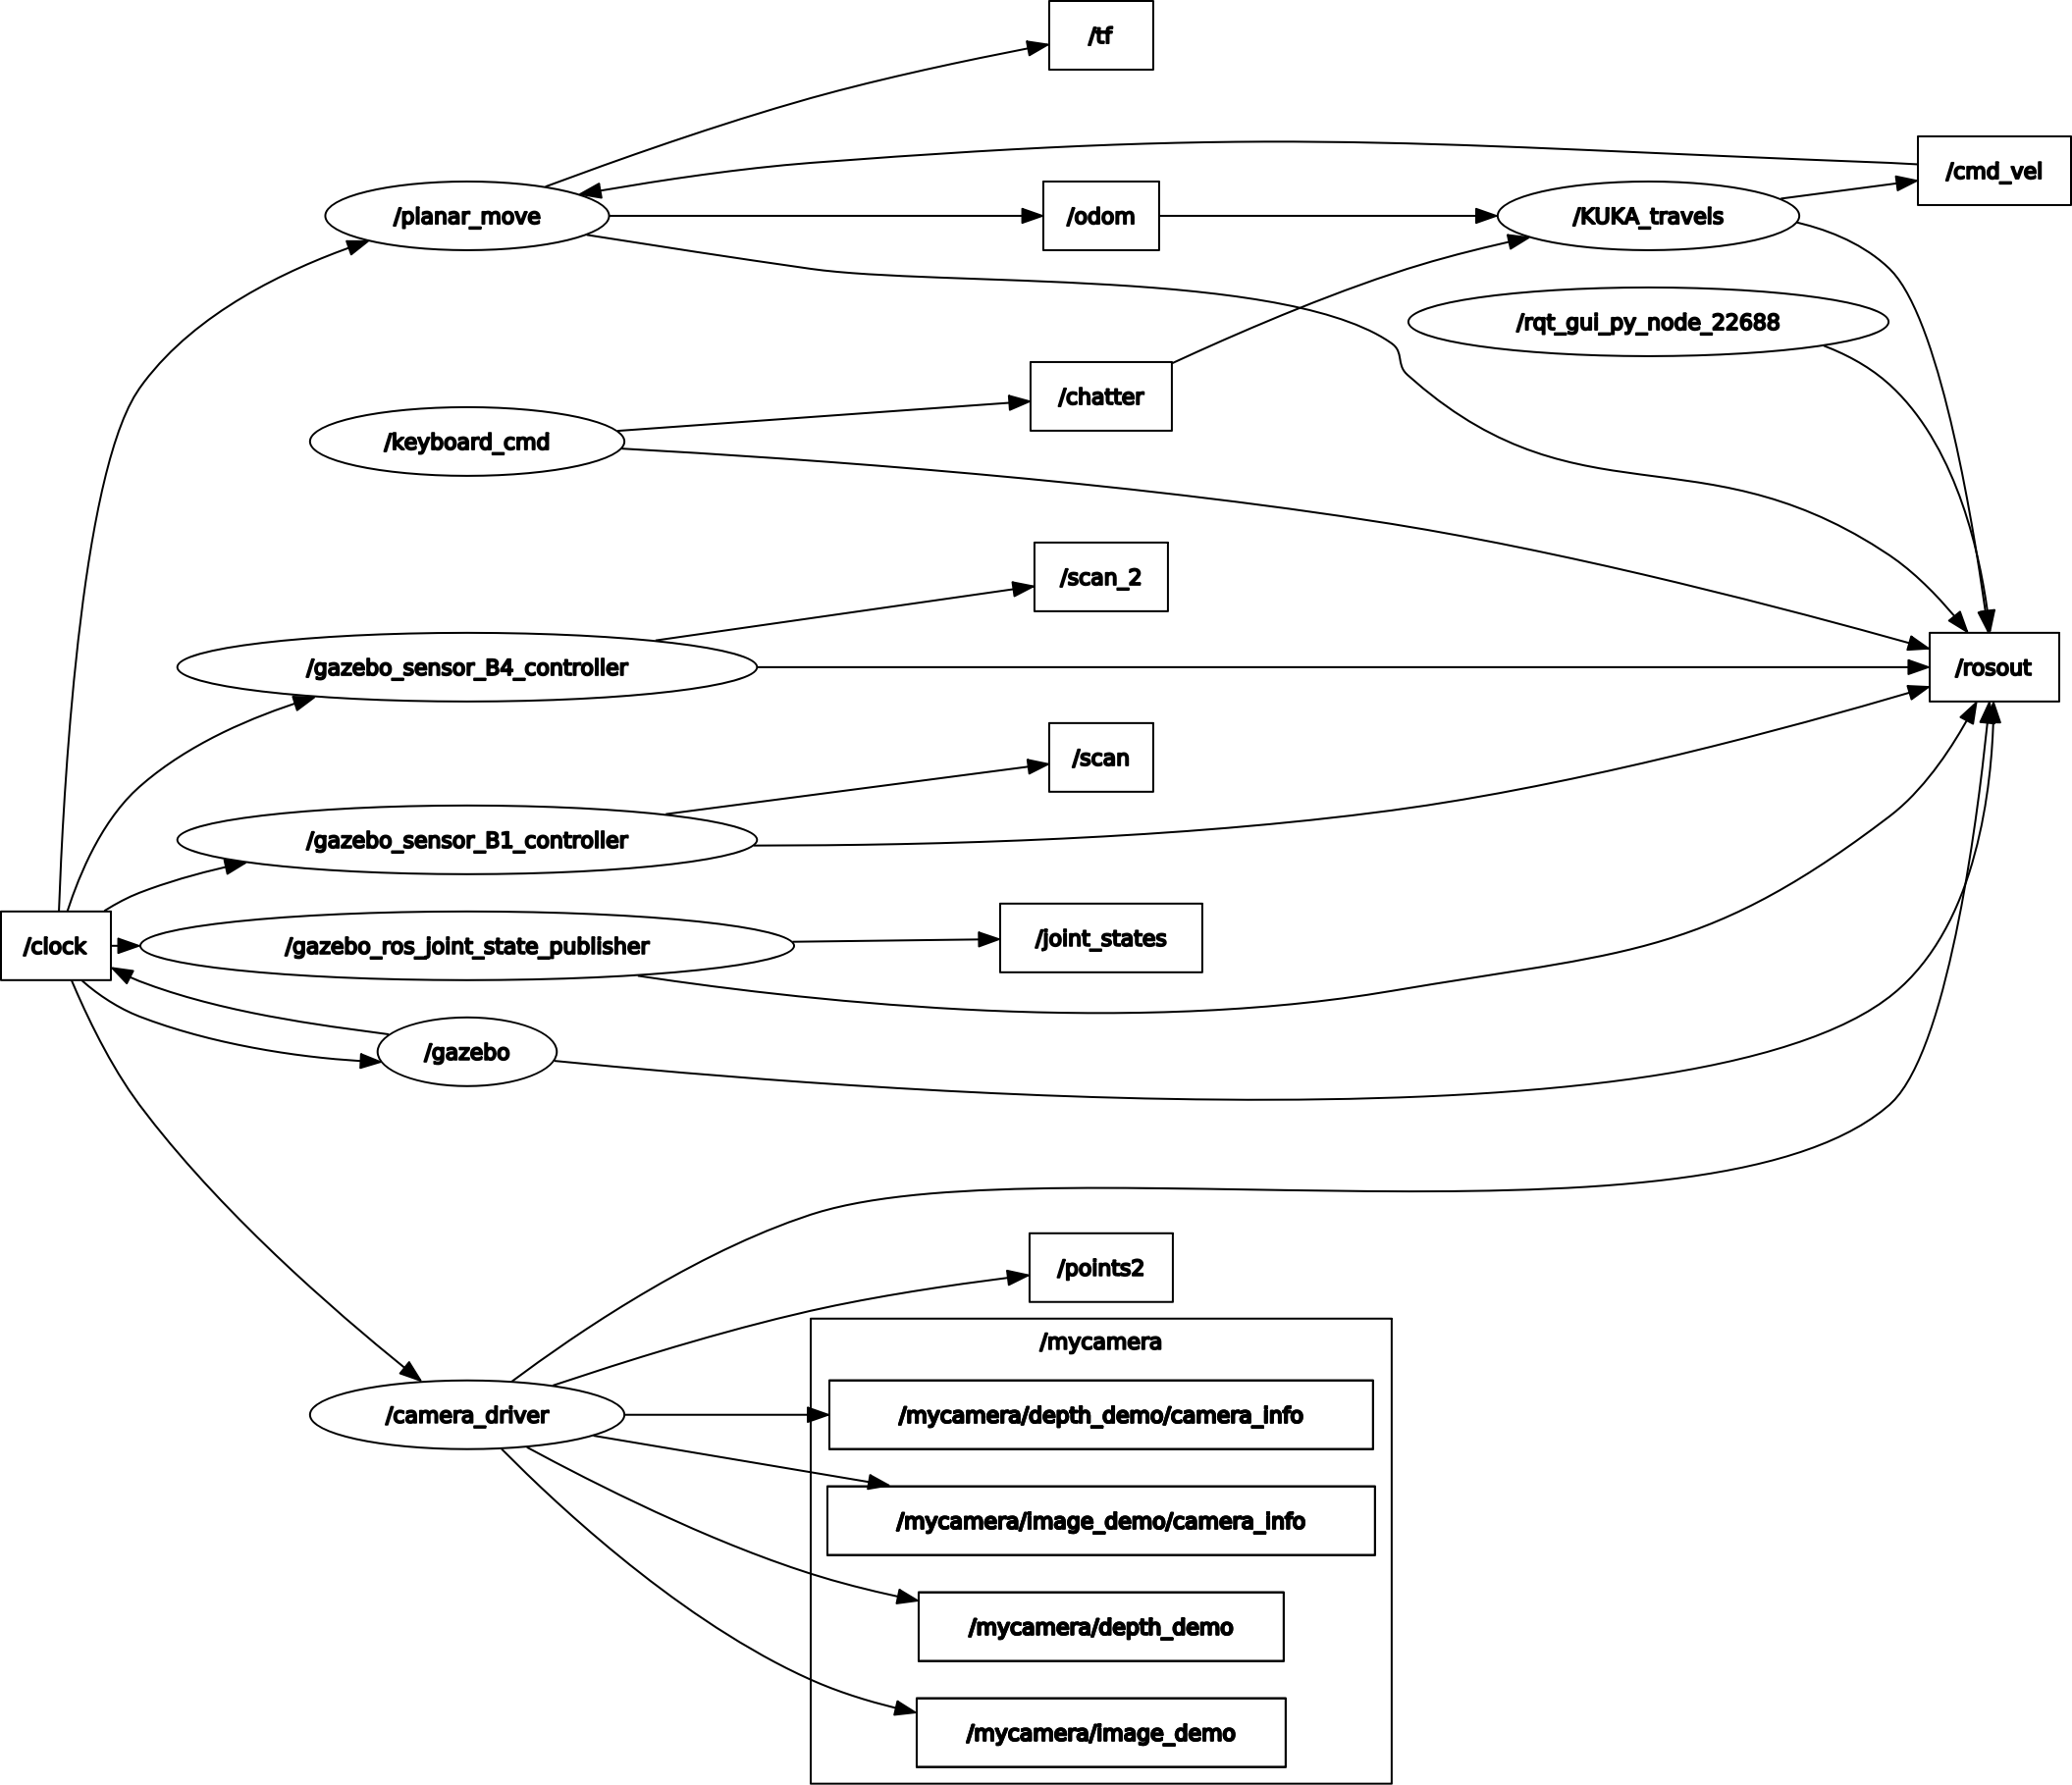 /tf
/cmd_vel
/planar_move
/odom
/KUKA_travels
/rqt_gui_py_node_22688
/chatter
/keyboard_cmd
/scan_2
/gazebo_sensor_B4_controller
/rosout
/scan
/gazebo_sensor_B1_controller
/clock
/gazebo_ros_joint_state_publisher
/joint_states
/gazebo
/points2
/mycamera
/camera_driver
/mycamera/depth_demo/camera_info
/mycamera/image_demo/camera_info
/mycamera/depth_demo
/mycamera/image_demo